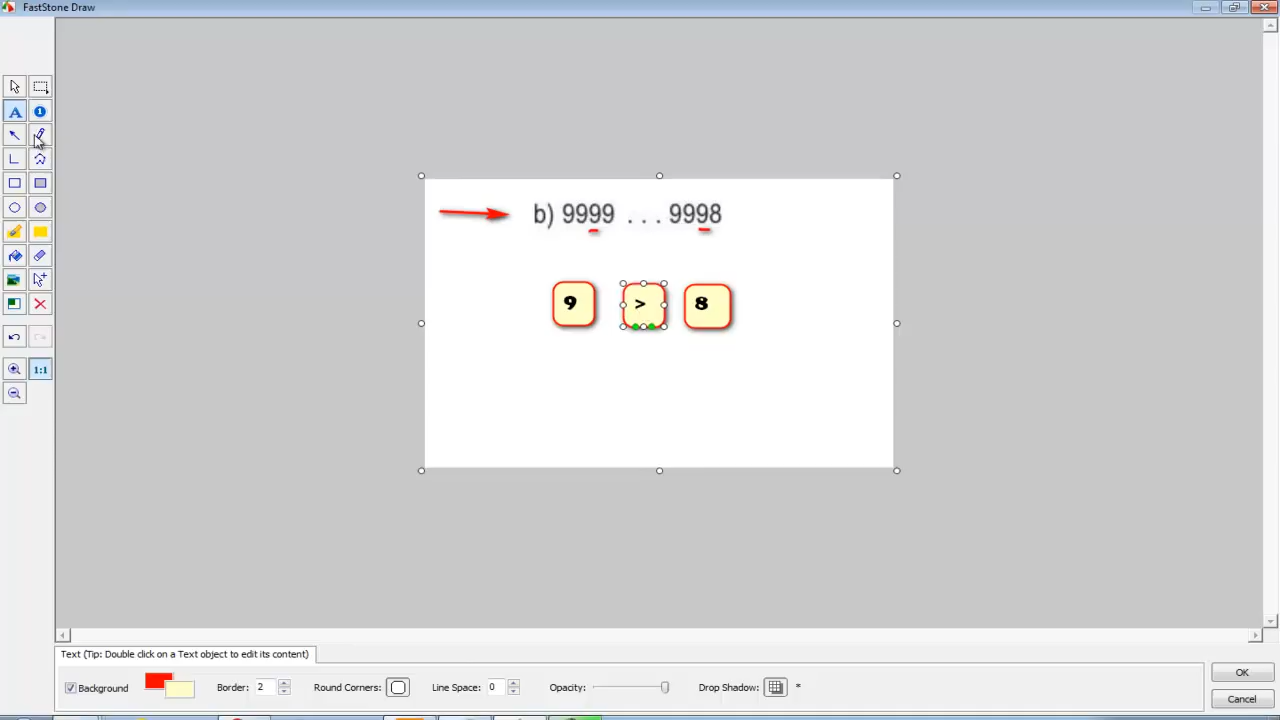 FastStone Draw
A
1
b) 9999 . . . 9998
9 > 8
1:1
Text (Tip: Double click on a Text object to edit its content)
Background Border: 2 Round Corners: Line Space: 0 Opacity: Drop Shadow: *
OK
Cancel